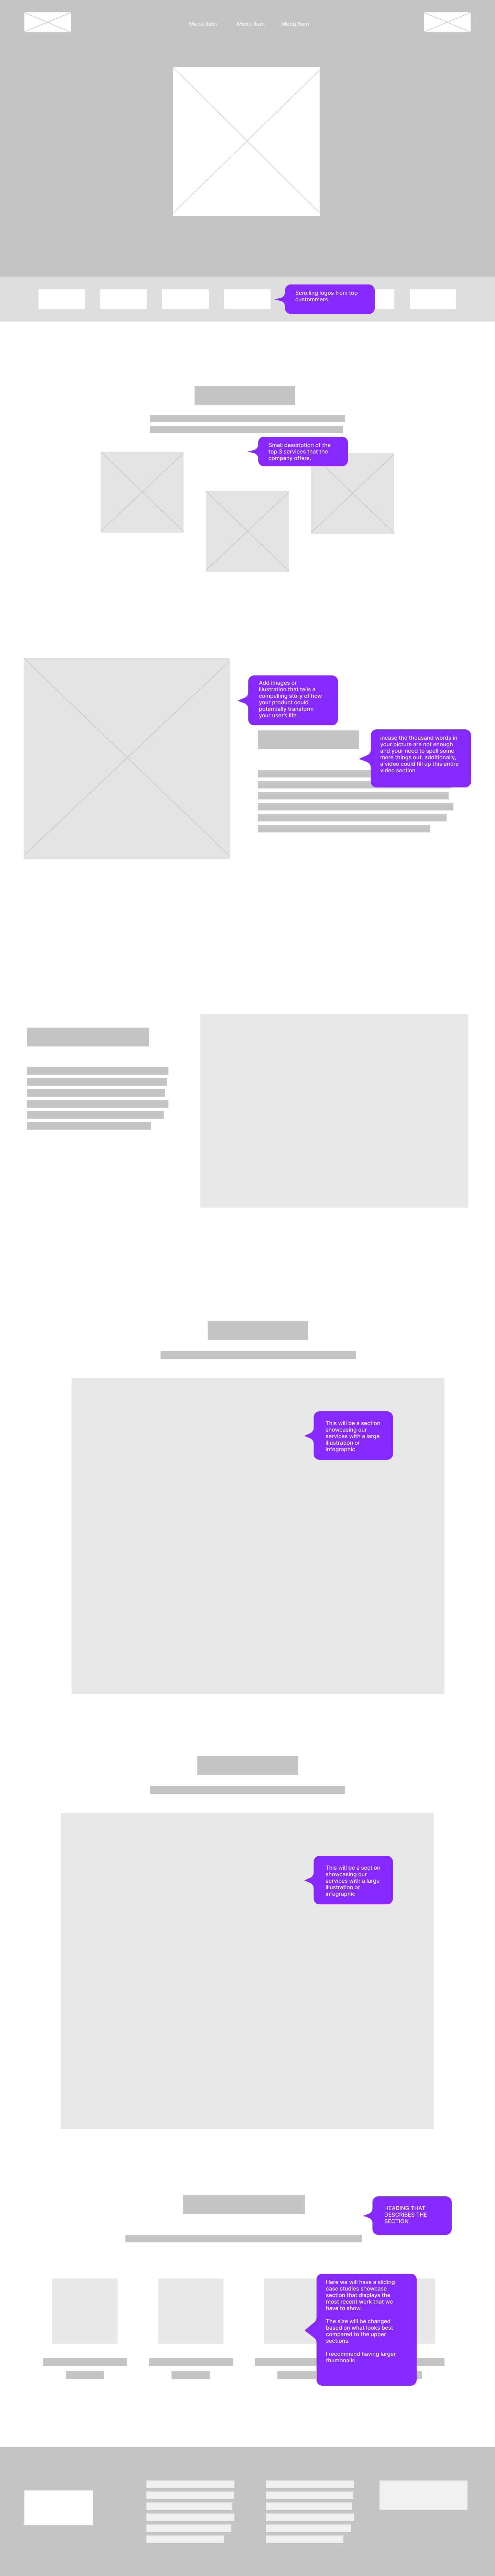 Menu item
Menu item
Menu item
Scrolling logos from top
custommers.
Small description of the
top 3 services that the
company offers.
Add images or
illustration that tells a
compelling story of how
your product could
potentially transform
your user's life...
incase the thousand words in
your picture are not enough
and your need to spell some
more things out. additionally,
a video could fill up this entire
video section
This will be a section
showcasing our
services with a large
illustration or
infographic
This will be a section
showcasing our
services with a large
illustration or
infographic
HEADING THAT
DESCRIBES THE
SECTION
Here we will have a sliding
case studies showcase
section that displays the
most recent work that we
have to show.
The size will be changed
based on what looks best
compared to the upper
sections.
I recommend having larger
thumbnails